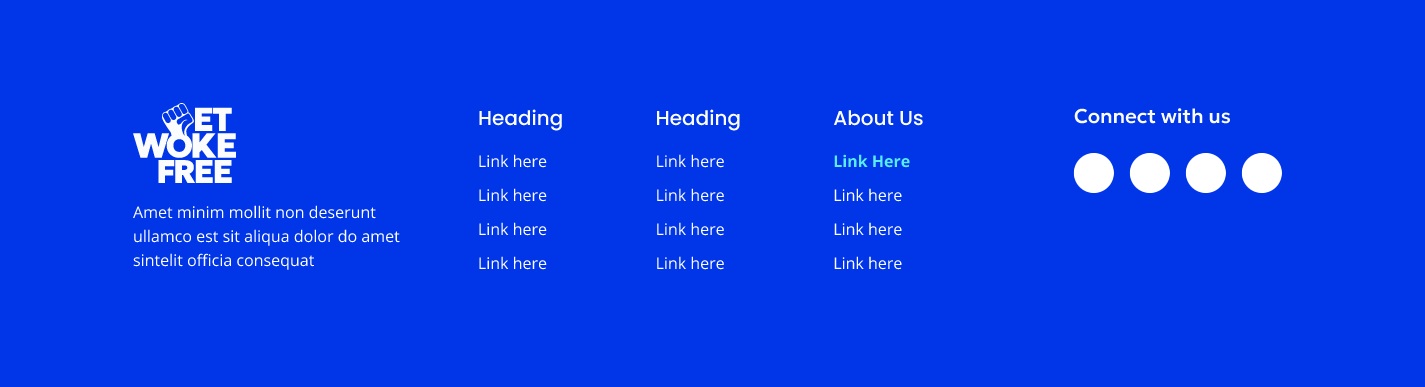 ET
WOKE
FREE
Amet minim mollit non deserunt
ullamco est sit aliqua dolor do amet
sintelit officia consequat
Heading
Link here
Link here
Link here
Link here
Heading
Link here
Link here
Link here
Link here
About Us
Link Here
Link here
Link here
Link here
Connect with us